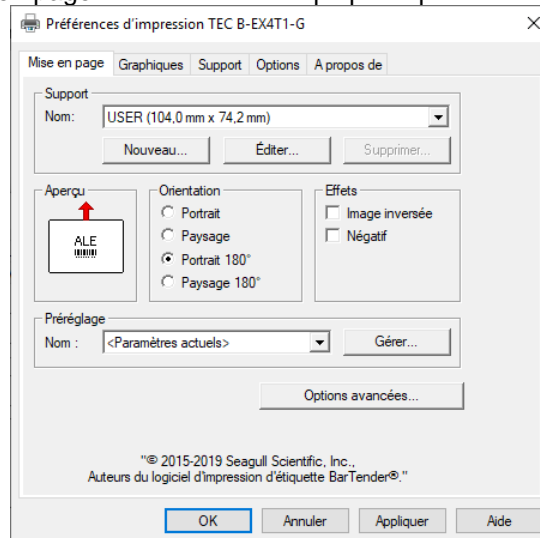 Préférences d'impression TEC B-EX4T1-G
Mise en page Graphiques Support Options A propos de
Support
Nom: USER (104,0 mm x 74,2 mm)
Nouveau... Éditer... Supprimer...
Aperçu
ALE
Orientation
Portrait
Paysage
Portrait 180°
Paysage 180°
Effets
Image inversée
Négatif
Préréglage
Nom : <Paramètres actuels> Gérer...
Options avancées...
"© 2015-2019 Seagull Scientific, Inc.,
Auteurs du logiciel d'impression d'étiquette BarTender®."
OK Annuler Appliquer Aide